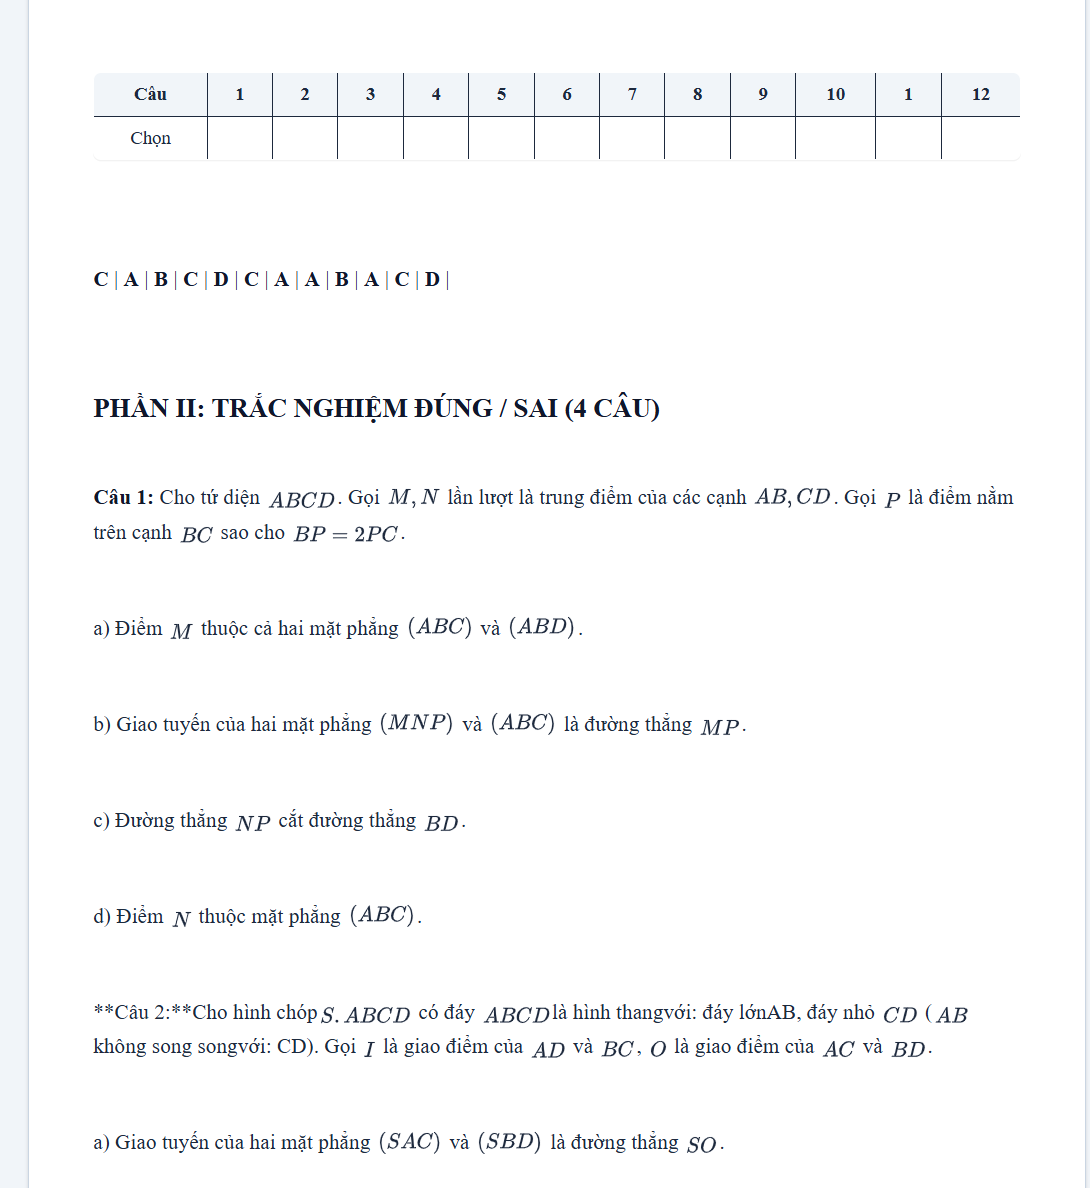 Câu 1 2 3 4 5 6 7 8 9 10 1 12
Chọn
C | A | B | C | D | C | A | A | B | A | C | D |
PHẦN II: TRẮC NGHIỆM ĐÚNG / SAI (4 CÂU)
Câu 1: Cho tứ diện ABCD. Gọi M, N lần lượt là trung điểm của các cạnh AB, CD. Gọi P là điểm nằm
trên cạnh BC sao cho BP = 2PC.
a) Điểm M thuộc cả hai mặt phẳng (ABC) và (ABD).
b) Giao tuyến của hai mặt phẳng (MNP) và (ABC) là đường thẳng MP.
c) Đường thẳng NP cắt đường thẳng BD.
d) Điểm N thuộc mặt phẳng (ABC).
**Câu 2:**Cho hình chóp S. ABCD có đáy ABCD là hình thangvới: đáy lớnAB, đáy nhỏ CD ( AB
không song songvới: CD). Gọi I là giao điểm của AD và BC, O là giao điểm của AC và BD.
a) Giao tuyến của hai mặt phẳng (SAC) và (SBD) là đường thẳng SO.